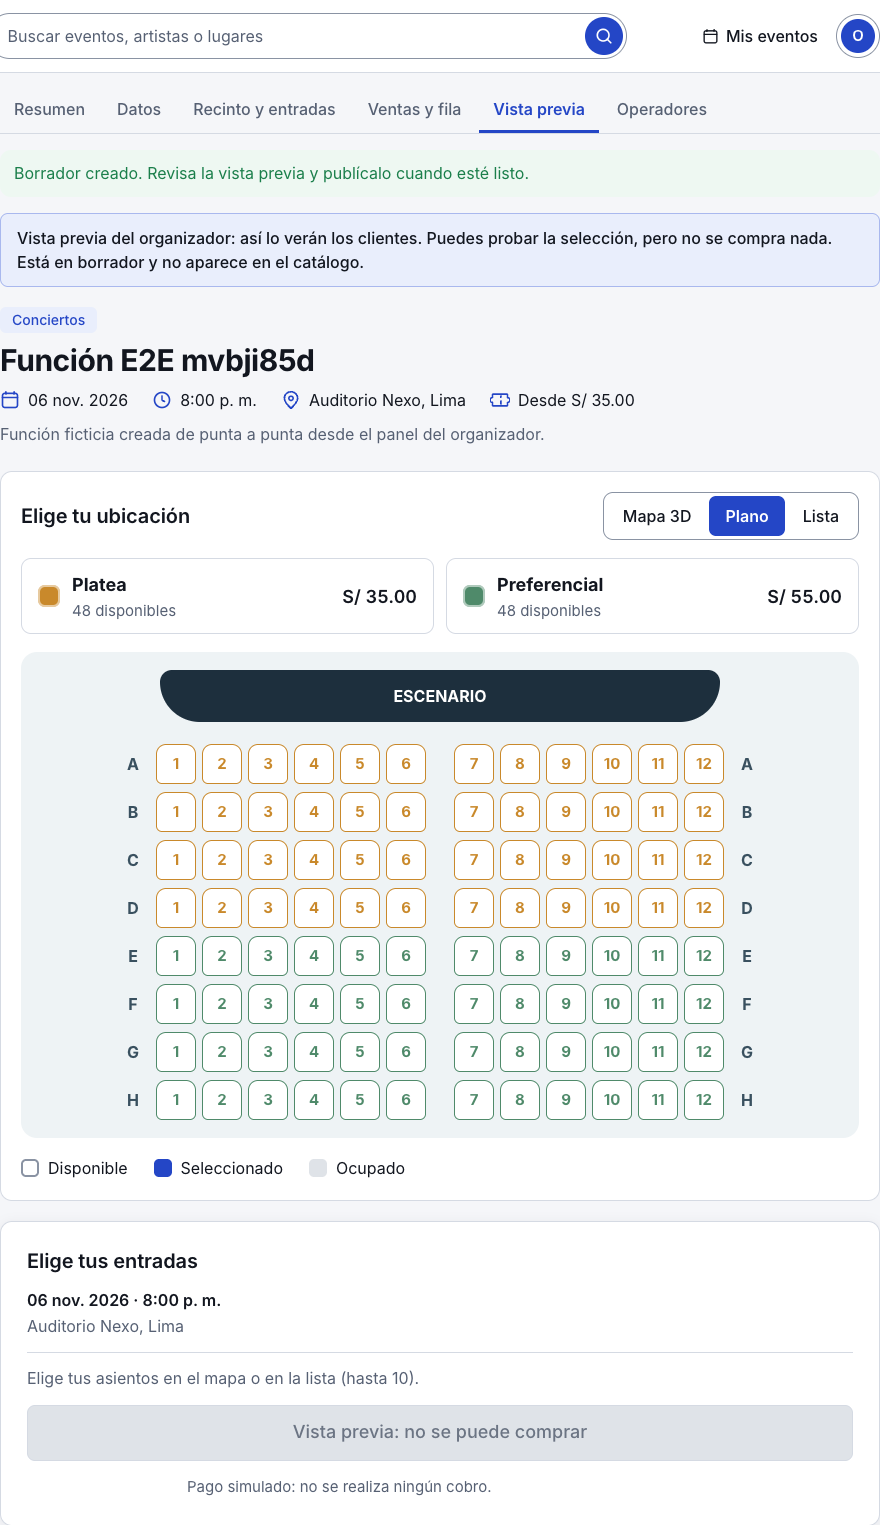 Buscar eventos, artistas o lugares
Mis eventos
O
Resumen Datos Recinto y entradas Ventas y fila Vista previa Operadores
Borrador creado. Revisa la vista previa y publícalo cuando esté listo.
Vista previa del organizador: así lo verán los clientes. Puedes probar la selección, pero no se compra nada.
Está en borrador y no aparece en el catálogo.
Conciertos
Función E2E mvbji85d
06 nov. 2026 8:00 p. m. Auditorio Nexo, Lima Desde S/ 35.00
Función ficticia creada de punta a punta desde el panel del organizador.
Elige tu ubicación
Mapa 3D Plano Lista
Platea
48 disponibles
S/ 35.00
Preferencial
48 disponibles
S/ 55.00
ESCENARIO
A 1 2 3 4 5 6 7 8 9 10 11 12 A
B 1 2 3 4 5 6 7 8 9 10 11 12 B
C 1 2 3 4 5 6 7 8 9 10 11 12 C
D 1 2 3 4 5 6 7 8 9 10 11 12 D
E 1 2 3 4 5 6 7 8 9 10 11 12 E
F 1 2 3 4 5 6 7 8 9 10 11 12 F
G 1 2 3 4 5 6 7 8 9 10 11 12 G
H 1 2 3 4 5 6 7 8 9 10 11 12 H
Disponible Seleccionado Ocupado
Elige tus entradas
06 nov. 2026 · 8:00 p. m.
Auditorio Nexo, Lima
Elige tus asientos en el mapa o en la lista (hasta 10).
Vista previa: no se puede comprar
Pago simulado: no se realiza ningún cobro.